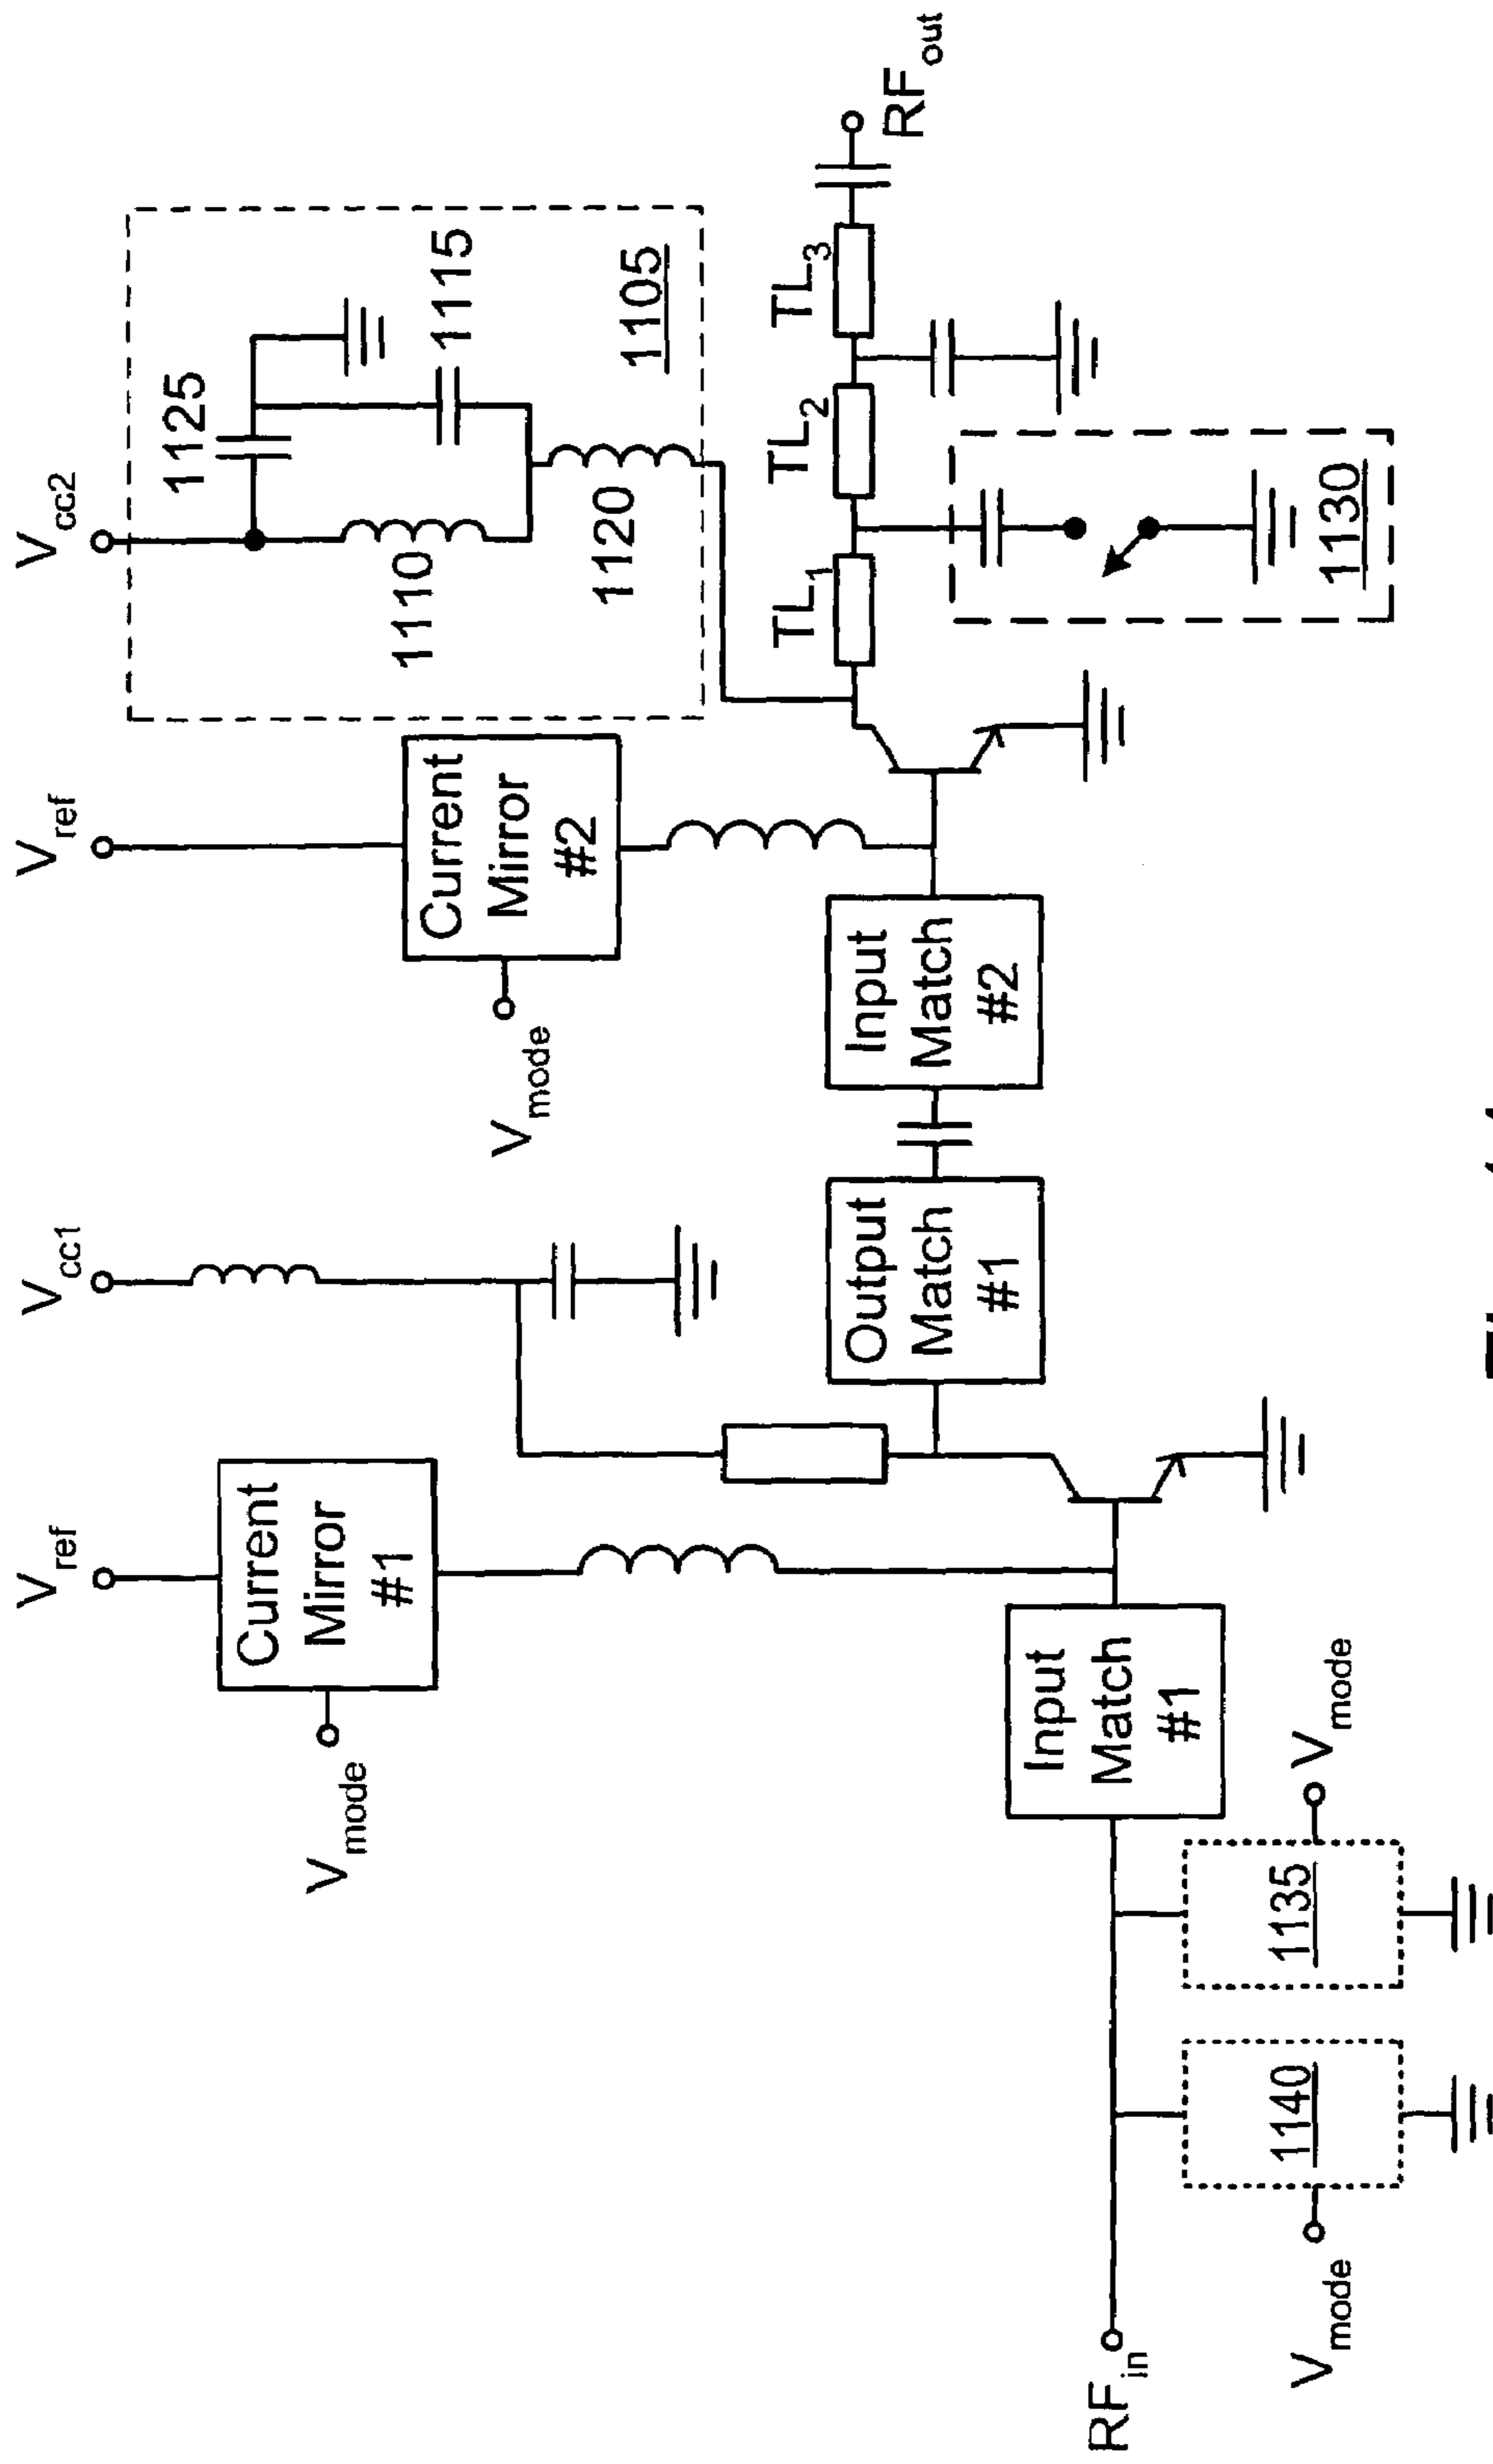 V_ref
V_cc1
V_ref
V_cc2
Current
Mirror
#1
V_mode
Current
Mirror
#2
V_mode
1125
1110
1115
1120
1105
Output
Match
#1
Input
Match
#2
TL_1
TL_2
TL_3
RF_out
Input
Match
#1
1130
RF_in
V_mode
1140
1135
V_mode